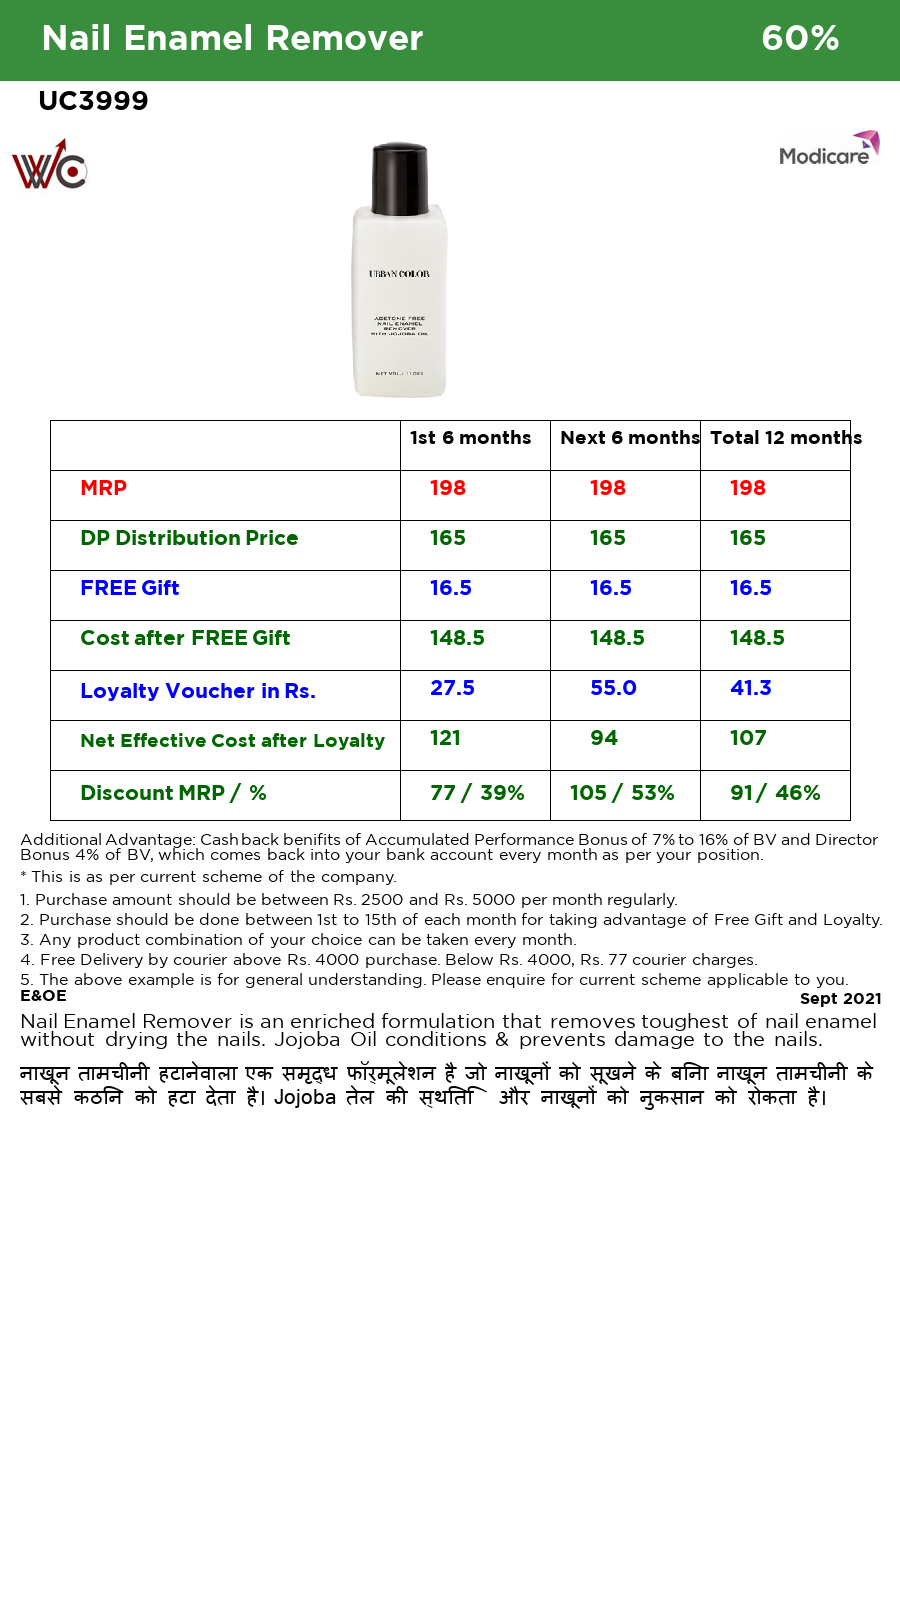 Nail Enamel Remover 60%
UC3999
WC
Modicare
URBAN COLOR
ACETONE FREE
NAIL ENAMEL
REMOVER
WITH JOJOBA OIL
1st 6 months Next 6 months Total 12 months
MRP 198 198 198
DP Distribution Price 165 165 165
FREE Gift 16.5 16.5 16.5
Cost after FREE Gift 148.5 148.5 148.5
Loyalty Voucher in Rs. 27.5 55.0 41.3
Net Effective Cost after Loyalty 121 94 107
Discount MRP / % 77 / 39% 105 / 53% 91 / 46%
Additional Advantage: Cashback benifits of Accumulated Performance Bonus of 7% to 16% of BV and Director
Bonus 4% of BV, which comes back into your bank account every month as per your position.
* This is as per current scheme of the company.
1. Purchase amount should be between Rs. 2500 and Rs. 5000 per month regularly.
2. Purchase should be done between 1st to 15th of each month for taking advantage of Free Gift and Loyalty.
3. Any product combination of your choice can be taken every month.
4. Free Delivery by courier above Rs. 4000 purchase. Below Rs. 4000, Rs. 77 courier charges.
5. The above example is for general understanding. Please enquire for current scheme applicable to you.
E&OE Sept 2021
Nail Enamel Remover is an enriched formulation that removes toughest of nail enamel
without drying the nails. Jojoba Oil conditions & prevents damage to the nails.
नाखून तामचीनी हटानेवाला एक समृद्ध फॉर्मूलेशन है जो नाखूनों को सूखने के बिना नाखून तामचीनी के
सबसे कठिन को हटा देता है। Jojoba तेल की स्थिति और नाखूनों को नुकसान को रोकता है।